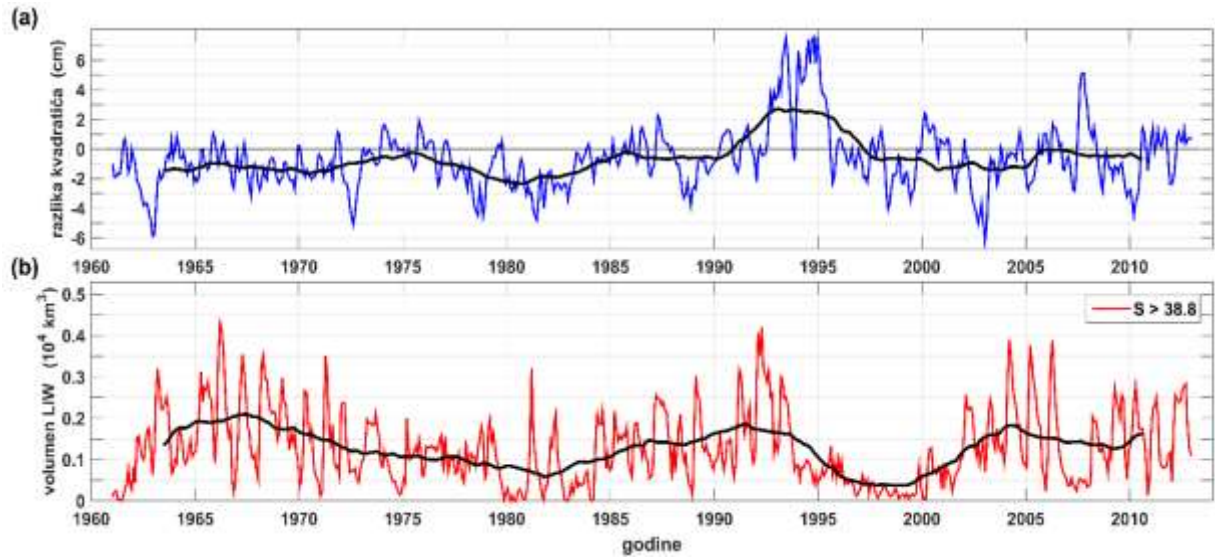 (a)
razlika kvadratića (cm)
6
4
2
0
-2
-4
-6
1960 1965 1970 1975 1980 1985 1990 1995 2000 2005 2010
(b)
volumen LIW (10⁴ km³)
0.5
0.4
0.3
0.2
0.1
0
S > 38.8
1960 1965 1970 1975 1980 1985 1990 1995 2000 2005 2010
godine